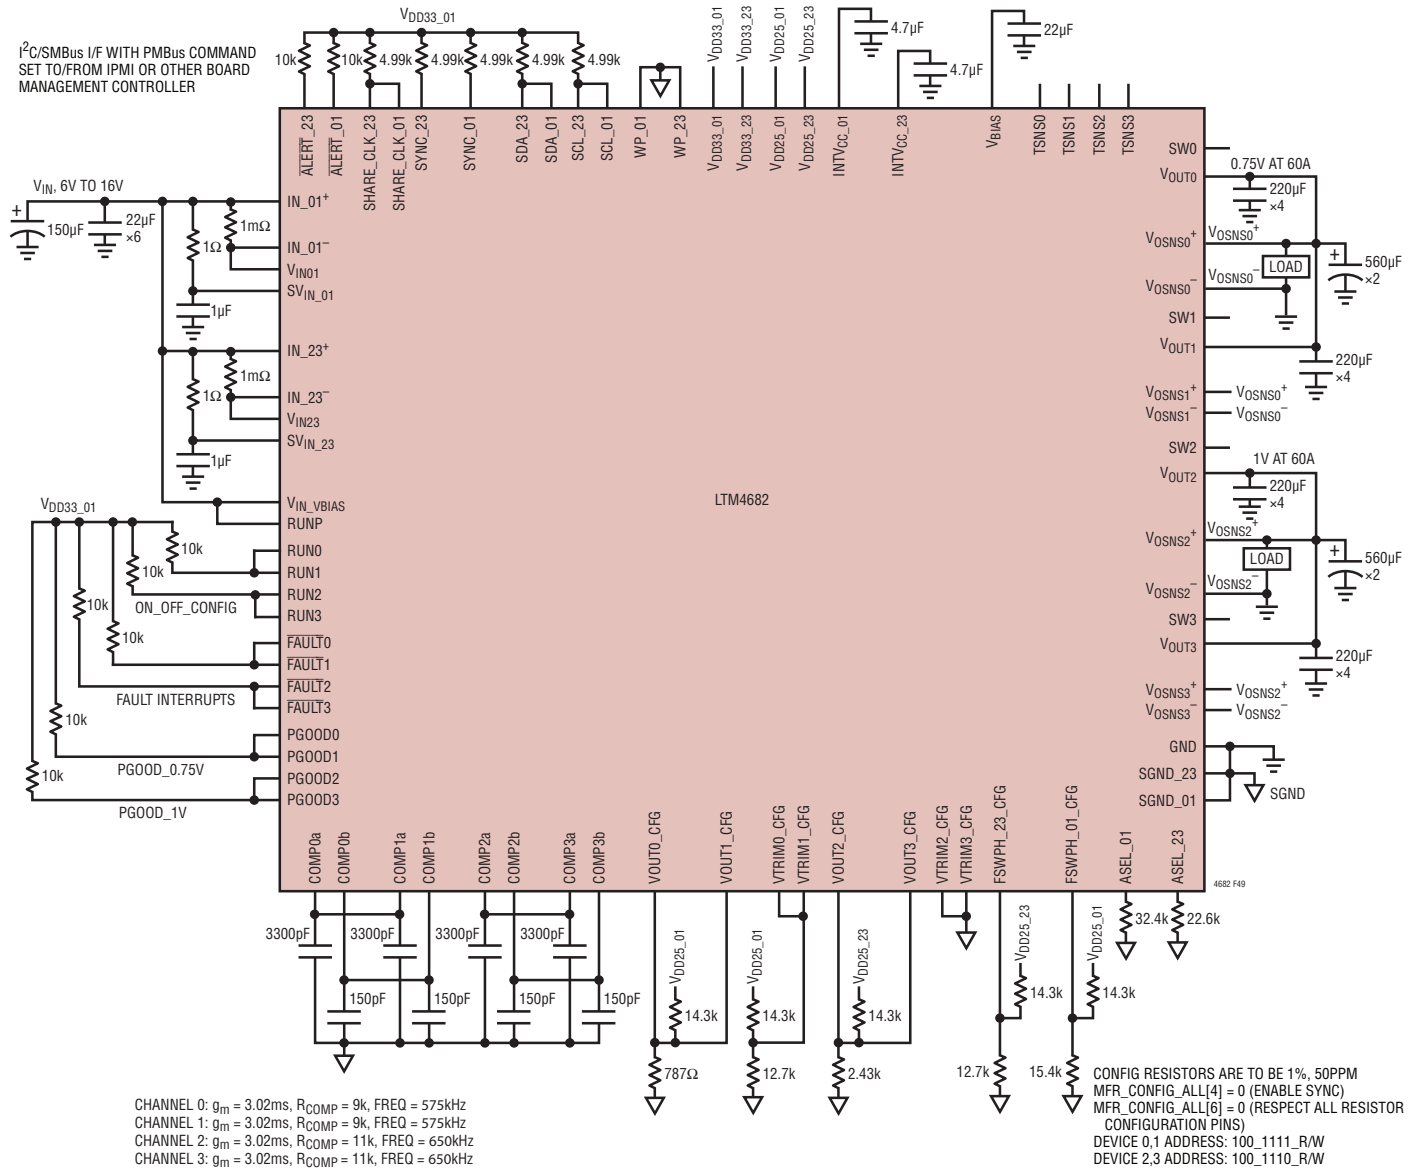 I²C/SMBus I/F WITH PMBus COMMAND
SET TO/FROM IPMI OR OTHER BOARD
MANAGEMENT CONTROLLER
VDD33_01
10k
10k
4.99k
4.99k
4.99k
4.99k
4.99k
VDD33_01
VDD33_23
VDD25_01
VDD25_23
4.7µF
4.7µF
22µF
ALERT_23
ALERT_01
SHARE_CLK_23
SHARE_CLK_01
SYNC_23
SYNC_01
SDA_23
SDA_01
SCL_23
SCL_01
WP_01
WP_23
VDD33_01
VDD33_23
VDD25_01
VDD25_23
INTVCC_01
INTVCC_23
VBIAS
TSNS0
TSNS1
TSNS2
TSNS3
VIN, 6V TO 16V
+
150µF
22µF
×6
1Ω
1mΩ
1µF
1Ω
1mΩ
1µF
IN_01+
IN_01−
VIN01
SVIN_01
IN_23+
IN_23−
VIN23
SVIN_23
VIN_VBIAS
RUNP
RUN0
RUN1
RUN2
RUN3
FAULT0
FAULT1
FAULT2
FAULT3
PGOOD0
PGOOD1
PGOOD2
PGOOD3
VDD33_01
10k
10k
ON_OFF_CONFIG
10k
10k
FAULT INTERRUPTS
10k
PGOOD_0.75V
10k
PGOOD_1V
LTM4682
SW0
VOUT0
VOSNS0+
VOSNS0−
SW1
VOUT1
VOSNS1+
VOSNS1−
SW2
VOUT2
VOSNS2+
VOSNS2−
SW3
VOUT3
VOSNS3+
VOSNS3−
GND
SGND_23
SGND_01
0.75V AT 60A
220µF
×4
VOSNS0+
LOAD
VOSNS0−
+
560µF
×2
220µF
×4
VOSNS0+
VOSNS0−
1V AT 60A
220µF
×4
VOSNS2+
LOAD
VOSNS2−
+
560µF
×2
220µF
×4
VOSNS2+
VOSNS2−
SGND
4682 F49
COMP0a
COMP0b
COMP1a
COMP1b
COMP2a
COMP2b
COMP3a
COMP3b
VOUT0_CFG
VOUT1_CFG
VTRIM0_CFG
VTRIM1_CFG
VOUT2_CFG
VOUT3_CFG
VTRIM2_CFG
VTRIM3_CFG
FSWPH_23_CFG
FSWPH_01_CFG
ASEL_01
ASEL_23
3300pF
3300pF
3300pF
3300pF
150pF
150pF
150pF
150pF
VDD25_01
14.3k
787Ω
VDD25_01
14.3k
12.7k
VDD25_23
14.3k
2.43k
VDD25_23
14.3k
12.7k
VDD25_01
14.3k
15.4k
32.4k
22.6k
CHANNEL 0: gm = 3.02ms, RCOMP = 9k, FREQ = 575kHz
CHANNEL 1: gm = 3.02ms, RCOMP = 9k, FREQ = 575kHz
CHANNEL 2: gm = 3.02ms, RCOMP = 11k, FREQ = 650kHz
CHANNEL 3: gm = 3.02ms, RCOMP = 11k, FREQ = 650kHz
CONFIG RESISTORS ARE TO BE 1%, 50PPM
MFR_CONFIG_ALL[4] = 0 (ENABLE SYNC)
MFR_CONFIG_ALL[6] = 0 (RESPECT ALL RESISTOR
CONFIGURATION PINS)
DEVICE 0,1 ADDRESS: 100_1111_R/W
DEVICE 2,3 ADDRESS: 100_1110_R/W